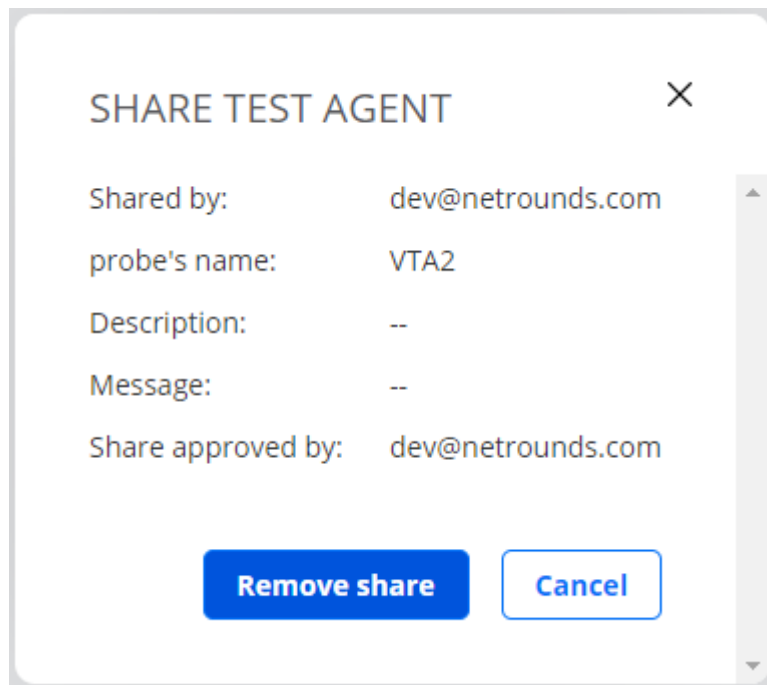 SHARE TEST AGENT
Shared by: dev@netrounds.com
probe's name: VTA2
Description: --
Message: --
Share approved by: dev@netrounds.com
Remove share Cancel